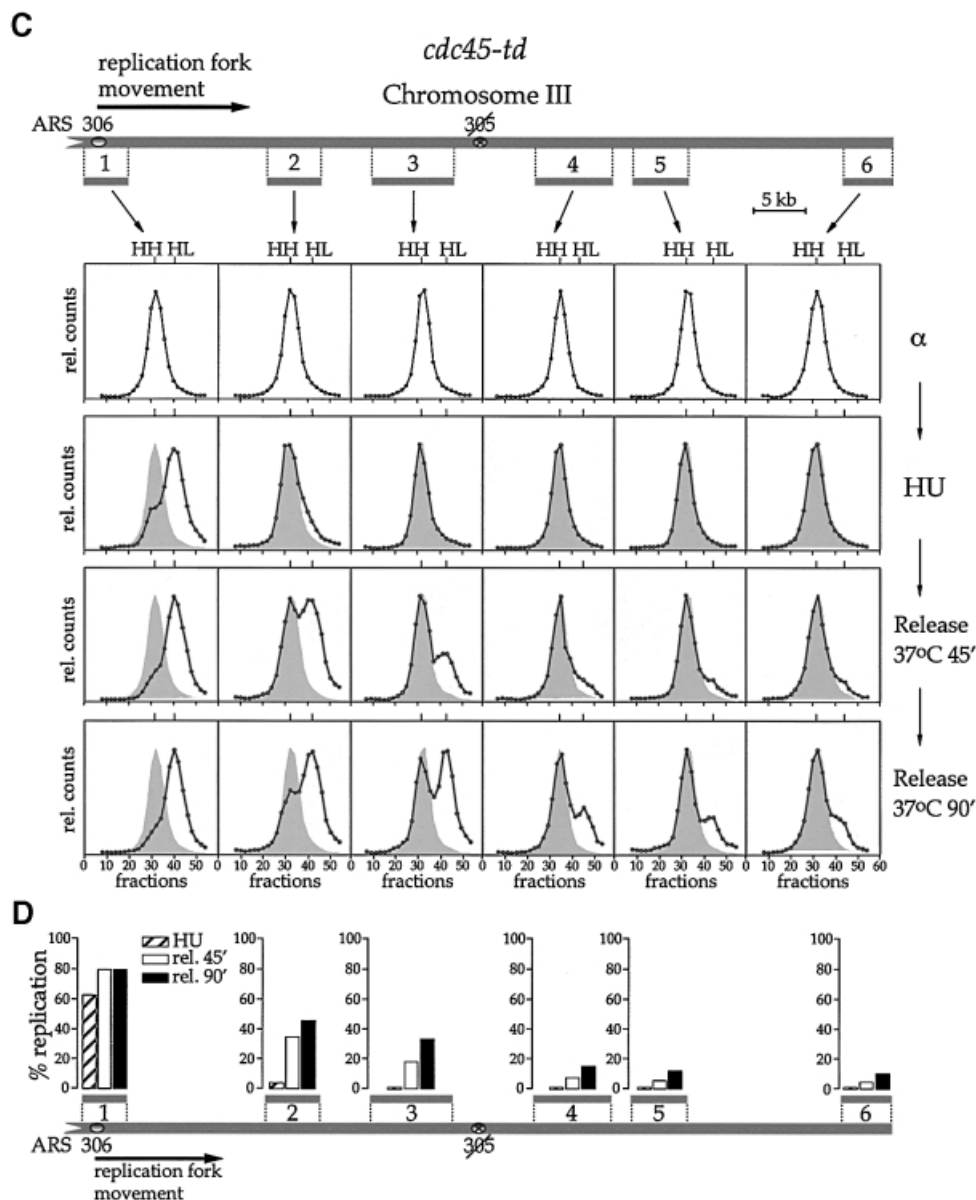 C
cdc45-td
replication fork
movement
Chromosome III
ARS 306 305
1 2 3 4 5 6
5 kb
HH HL HH HL HH HL HH HL HH HL HH HL
rel. counts
α
rel. counts
HU
rel. counts
Release
37ºC 45'
rel. counts
Release
37ºC 90'
0 10 20 30 40 50 0 10 20 30 40 50 0 10 20 30 40 50 0 10 20 30 40 50 0 10 20 30 40 50 0 10 20 30 40 50 60
fractions fractions fractions fractions fractions fractions
D
% replication
100 100 100 100 100 100
80 80 80 80 80 80
60 60 60 60 60 60
40 40 40 40 40 40
20 20 20 20 20 20
0 0 0 0 0 0
HU
rel. 45'
rel. 90'
1 2 3 4 5 6
ARS 306 305
replication fork
movement